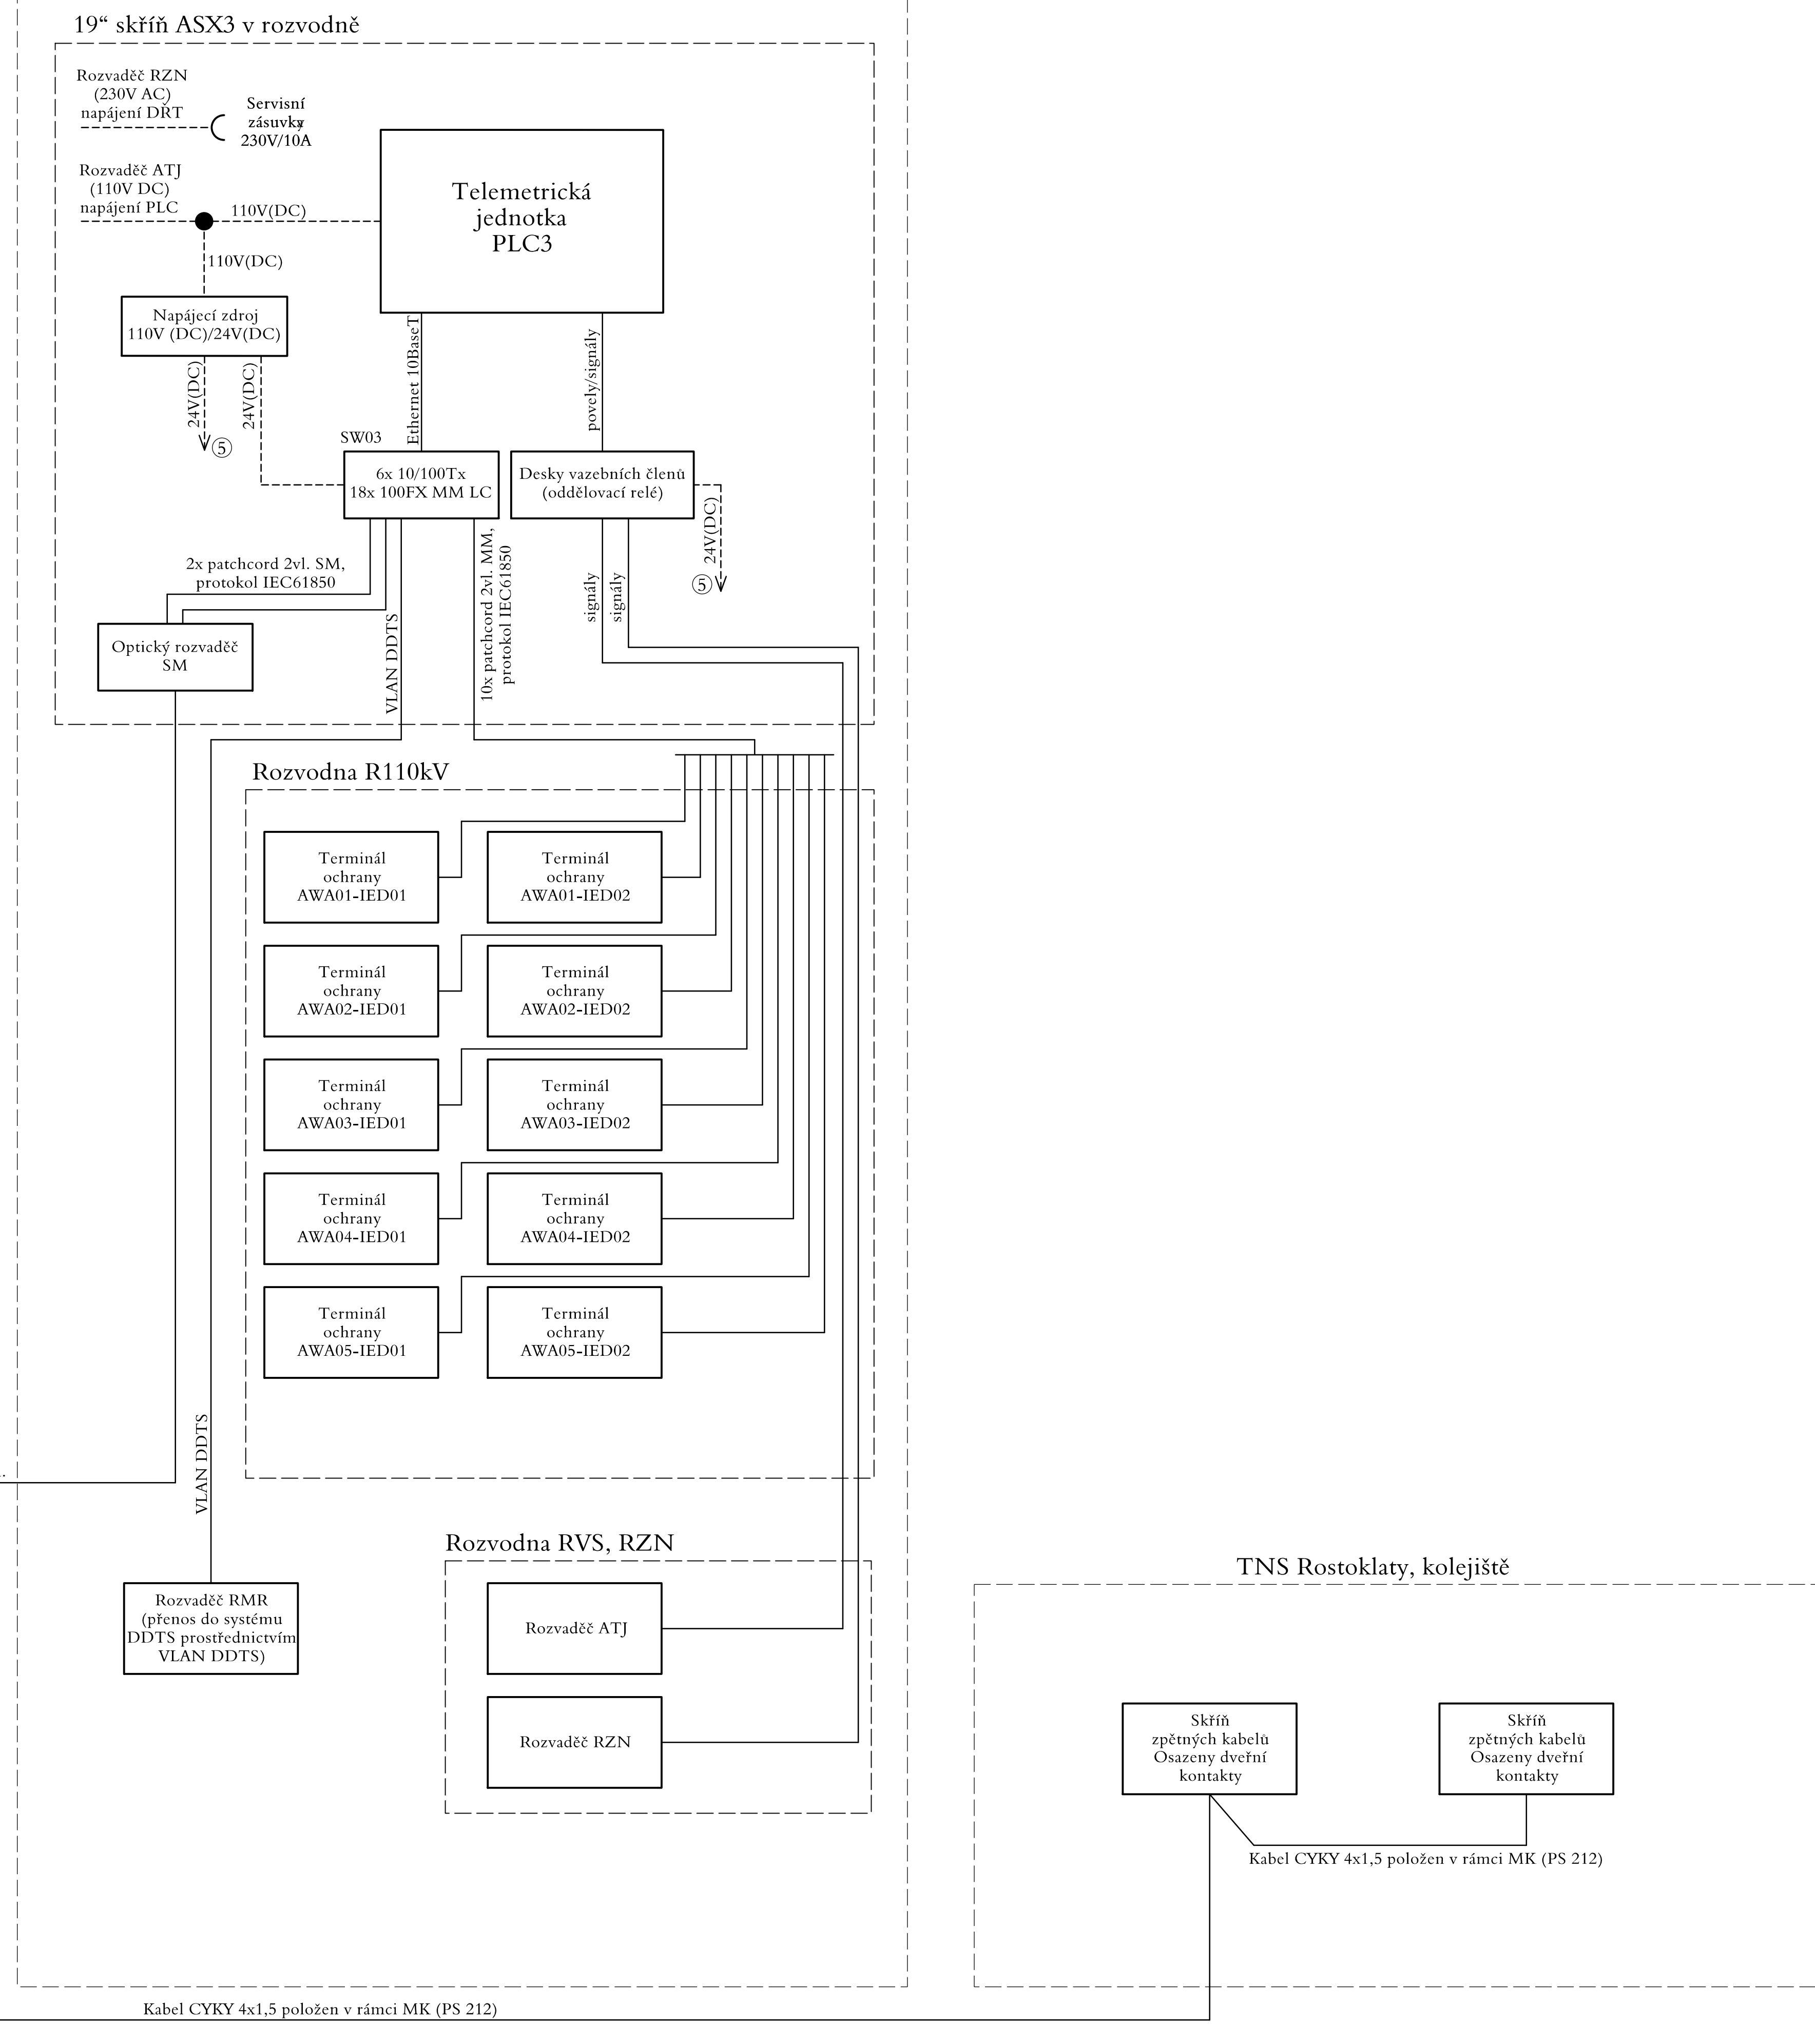 19“ skříň ASX3 v rozvodně
Rozvaděč RZN
(230V AC)
napájení DŘT
Servisní
zásuvka
230V/10A
Rozvaděč ATJ
(110V DC)
napájení PLC
110V(DC)
Telemetrická
jednotka
PLC3
110V(DC)
Napájecí zdroj
110V (DC)/24V(DC)
24V(DC)
24V(DC)
⑤
Ethernet 10BaseT
povely/signály
SW03
6x 10/100Tx
18x 100FX MM LC
Desky vazebních členů
(oddělovací relé)
24V(DC)
⑤
2x patchcord 2vl. SM,
protokol IEC61850
Optický rozvaděč
SM
VLAN DDTS
10x patchcord 2vl. MM,
protokol IEC61850
signály
signály
Rozvodna R110kV
Terminál
ochrany
AWA01-IED01
Terminál
ochrany
AWA01-IED02
Terminál
ochrany
AWA02-IED01
Terminál
ochrany
AWA02-IED02
Terminál
ochrany
AWA03-IED01
Terminál
ochrany
AWA03-IED02
Terminál
ochrany
AWA04-IED01
Terminál
ochrany
AWA04-IED02
Terminál
ochrany
AWA05-IED01
Terminál
ochrany
AWA05-IED02
VLAN DDTS
Rozvaděč RMR
(přenos do systému
DDTS prostřednictvím
VLAN DDTS)
Rozvodna RVS, RZN
Rozvaděč ATJ
Rozvaděč RZN
TNS Rostoklaty, kolejiště
Skříň
zpětných kabelů
Osazeny dveřní
kontakty
Skříň
zpětných kabelů
Osazeny dveřní
kontakty
Kabel CYKY 4x1,5 položen v rámci MK (PS 212)
Kabel CYKY 4x1,5 položen v rámci MK (PS 212)